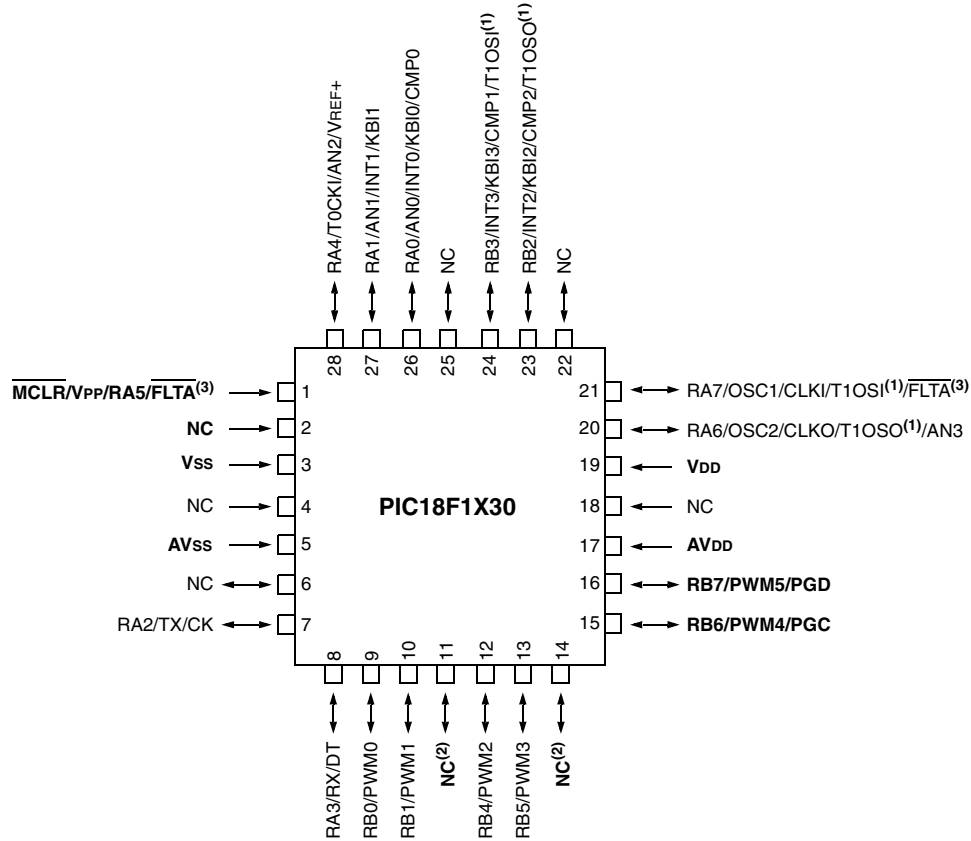 RA4/T0CKI/AN2/VREF+
RA1/AN1/INT1/KBI1
RA0/AN0/INT0/KBI0/CMP0
NC
RB3/INT3/KBI3/CMP1/T1OSI(1)
RB2/INT2/KBI2/CMP2/T1OSO(1)
NC
28
27
26
25
24
23
22
MCLR/VPP/RA5/FLTA(3)
1
NC
2
VSS
3
NC
4
AVSS
5
NC
6
RA2/TX/CK
7
PIC18F1X30
21
RA7/OSC1/CLKI/T1OSI(1)/FLTA(3)
20
RA6/OSC2/CLKO/T1OSO(1)/AN3
19
VDD
18
NC
17
AVDD
16
RB7/PWM5/PGD
15
RB6/PWM4/PGC
8
9
10
11
12
13
14
RA3/RX/DT
RB0/PWM0
RB1/PWM1
NC(2)
RB4/PWM2
RB5/PWM3
NC(2)